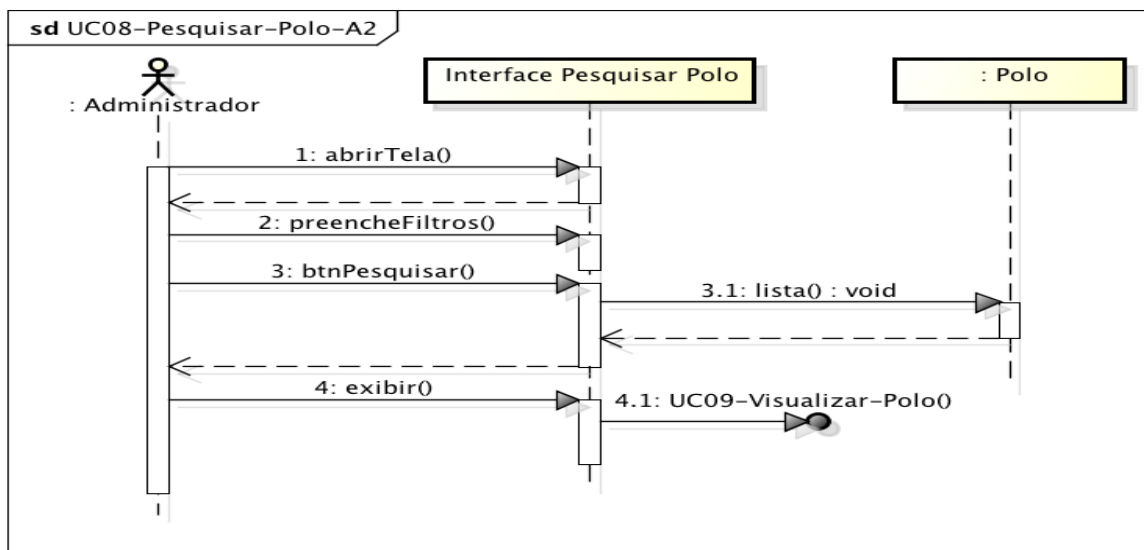 sd UC08-Pesquisar-Polo-A2
: Administrador
Interface Pesquisar Polo
: Polo
1: abrirTela()
2: preencheFiltros()
3: btnPesquisar()
3.1: lista() : void
4: exibir()
4.1: UC09-Visualizar-Polo()